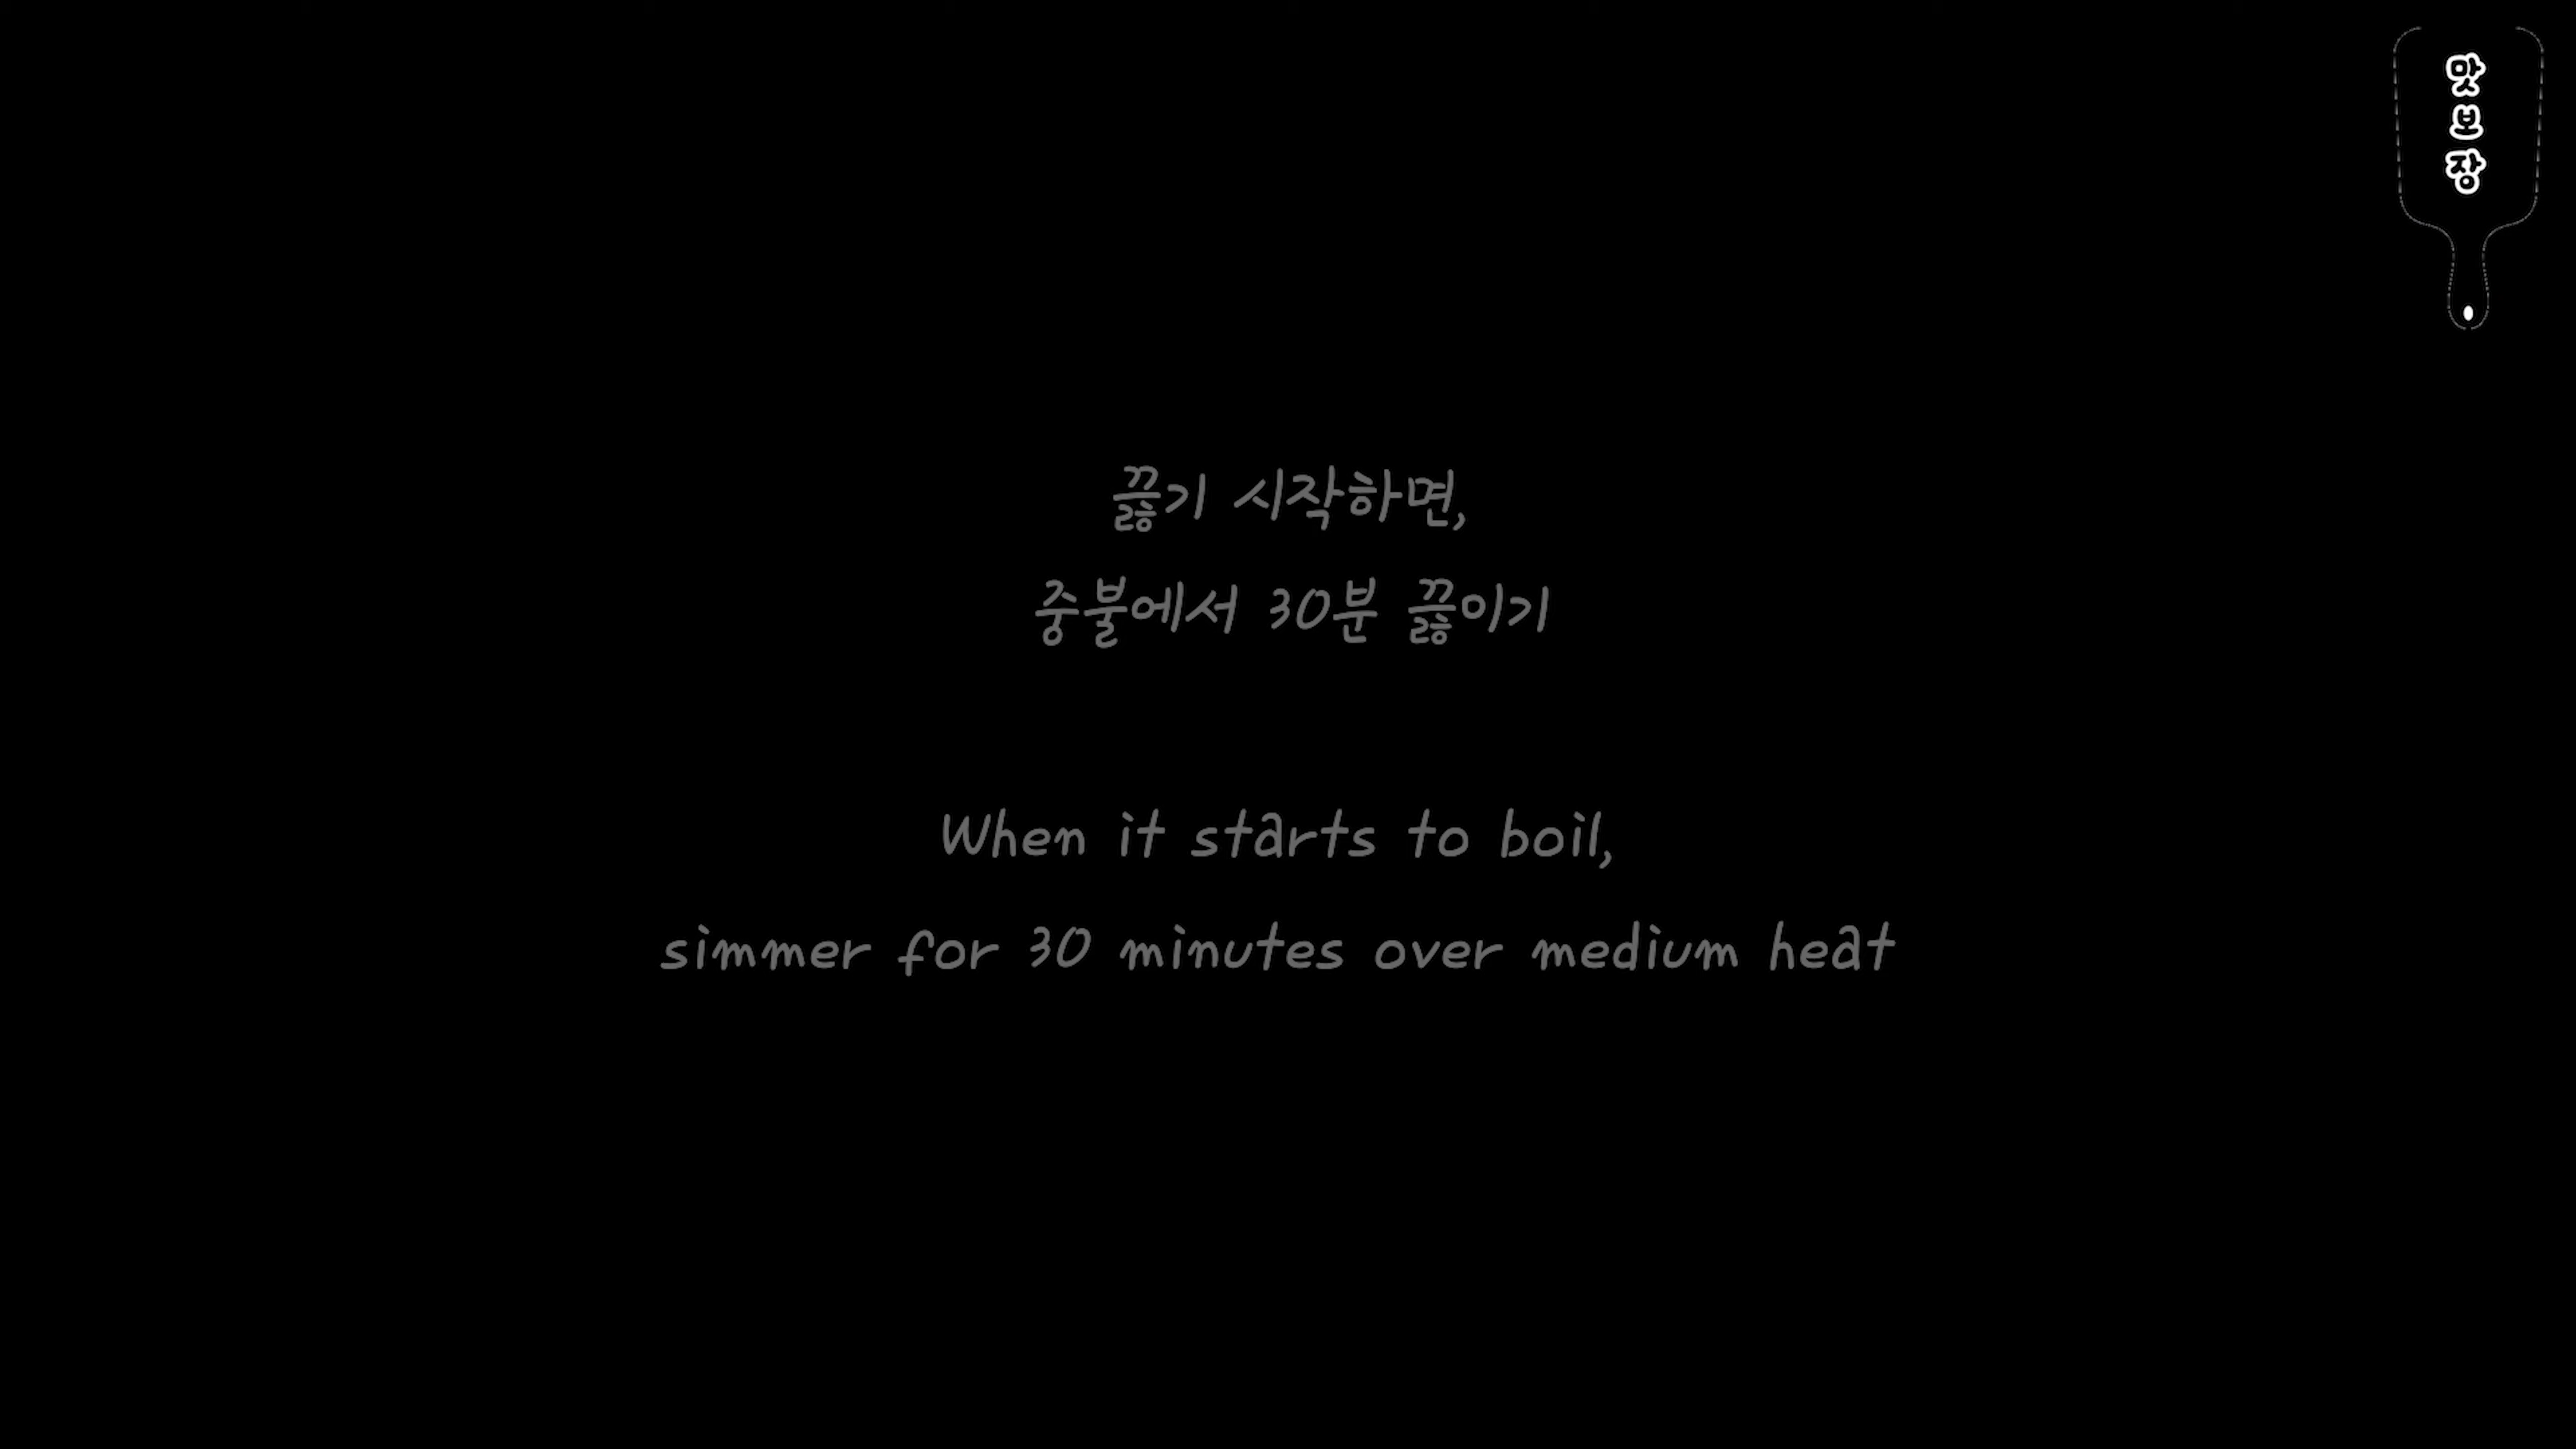 맛보장
끓기 시작하면,
중불에서 30분 끓이기
When it starts to boil,
simmer for 30 minutes over medium heat